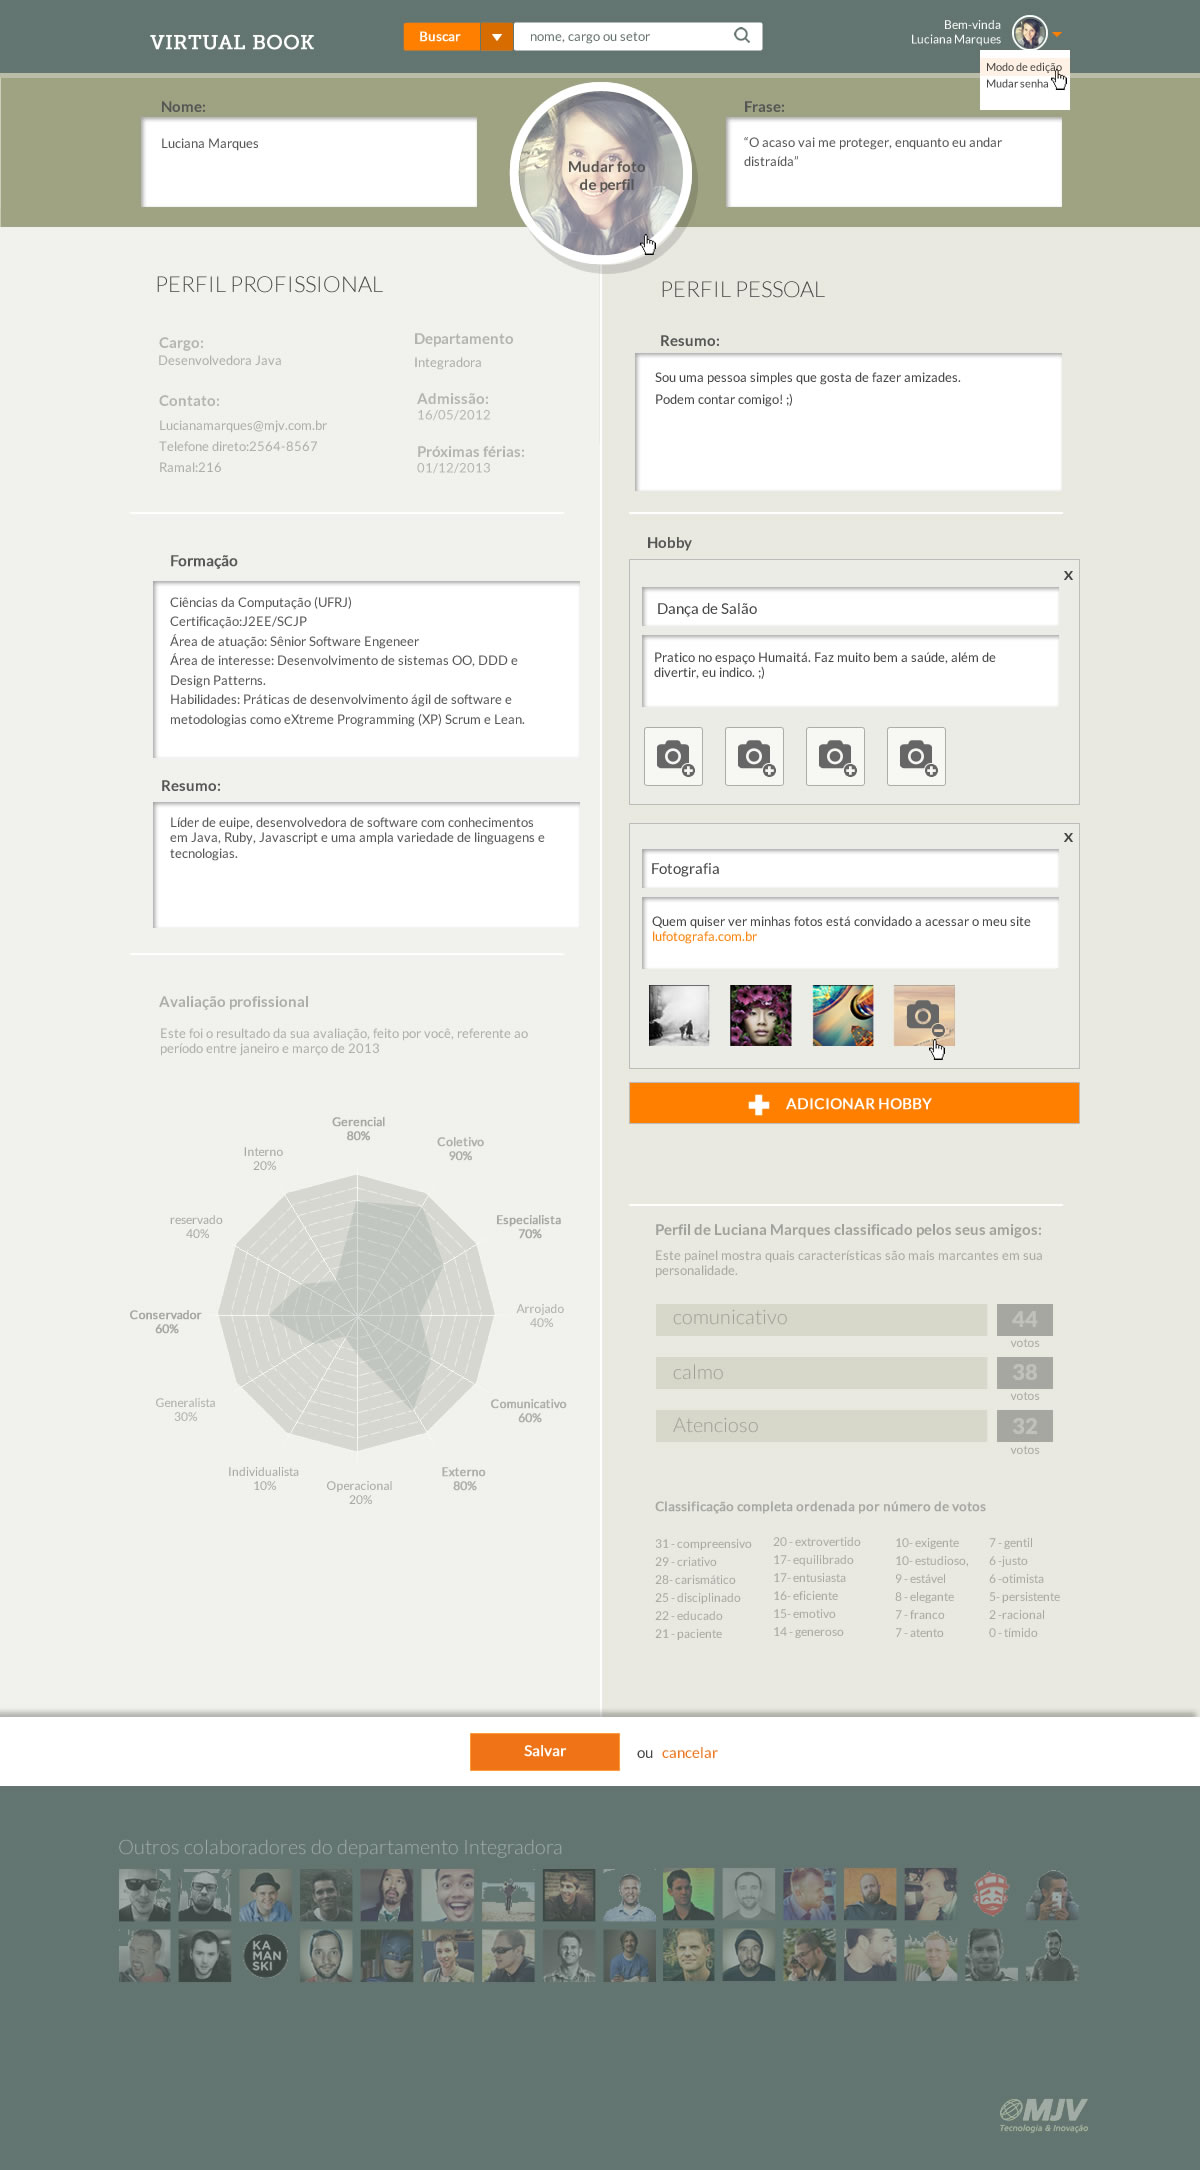 VIRTUAL BOOK
Buscar
nome, cargo ou setor
Bem-vinda
Luciana Marques
Modo de edição
Mudar senha
Nome:
Luciana Marques
Mudar foto
de perfil
Frase:
“O acaso vai me proteger, enquanto eu andar
distraída”
PERFIL PROFISSIONAL
Cargo:
Desenvolvedora Java
Departamento
Integradora
Contato:
Lucianamarques@mjv.com.br
Telefone direto:2564-8567
Ramal:216
Admissão:
16/05/2012
Próximas férias:
01/12/2013
Formação
Ciências da Computação (UFRJ)
Certificação:J2EE/SCJP
Área de atuação: Sênior Software Engeneer
Área de interesse: Desenvolvimento de sistemas OO, DDD e
Design Patterns.
Habilidades: Práticas de desenvolvimento ágil de software e
metodologias como eXtreme Programming (XP) Scrum e Lean.
Resumo:
Líder de euipe, desenvolvedora de software com conhecimentos
em Java, Ruby, Javascript e uma ampla variedade de linguagens e
tecnologias.
Avaliação profissional
Este foi o resultado da sua avaliação, feito por você, referente ao
período entre janeiro e março de 2013
Gerencial
80%
Coletivo
90%
Interno
20%
Especialista
70%
reservado
40%
Arrojado
40%
Conservador
60%
Comunicativo
60%
Generalista
30%
Externo
80%
Individualista
10%
Operacional
20%
PERFIL PESSOAL
Resumo:
Sou uma pessoa simples que gosta de fazer amizades.
Podem contar comigo! ;)
Hobby
X
Dança de Salão
Pratico no espaço Humaitá. Faz muito bem a saúde, além de
divertir, eu indico. ;)
X
Fotografia
Quem quiser ver minhas fotos está convidado a acessar o meu site
lufotografa.com.br
ADICIONAR HOBBY
Perfil de Luciana Marques classificado pelos seus amigos:
Este painel mostra quais características são mais marcantes em sua
personalidade.
comunicativo
44
votos
calmo
38
votos
Atencioso
32
votos
Classificação completa ordenada por número de votos
31 - compreensivo
29 - criativo
28- carismático
25 - disciplinado
22 - educado
21 - paciente
20 - extrovertido
17- equilibrado
17- entusiasta
16- eficiente
15- emotivo
14 - generoso
10- exigente
10- estudioso,
9 - estável
8 - elegante
7 - franco
7 - atento
7 - gentil
6 -justo
6 -otimista
5- persistente
2 -racional
0 - tímido
Salvar
ou cancelar
Outros colaboradores do departamento Integradora
KA
MAN
SKI
MJV
Tecnologia & Inovação